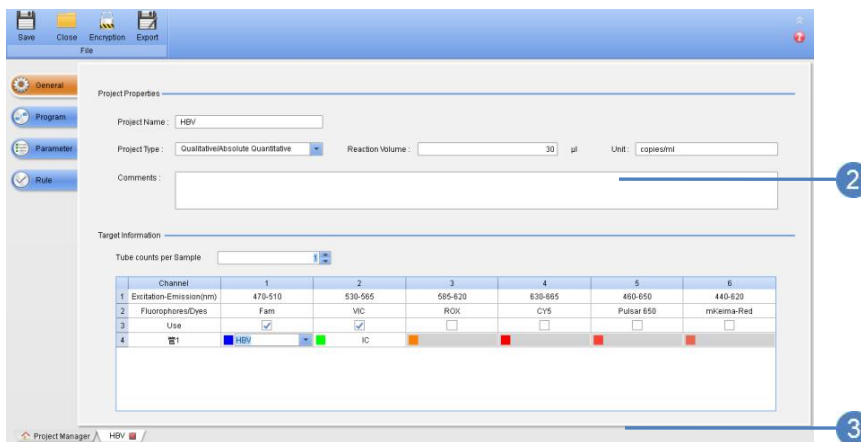 Save Close Encryption Export
File
General
Program
Parameter
Rule
Project Properties
Project Name : HBV
Project Type : Qualitative/Absolute Quantitative Reaction Volume : 30 μl Unit : copies/ml
Comments :
2
Target Information
Tube counts per Sample 1
Channel 1 2 3 4 5 6
1 Excitation-Emission(nm) 470-510 530-565 585-620 630-665 460-650 440-620
2 Fluorophores/Dyes Fam VIC ROX CY5 Pulsar 650 mKeima-Red
3 Use
4 管1 HBV IC
3
Project Manager HBV